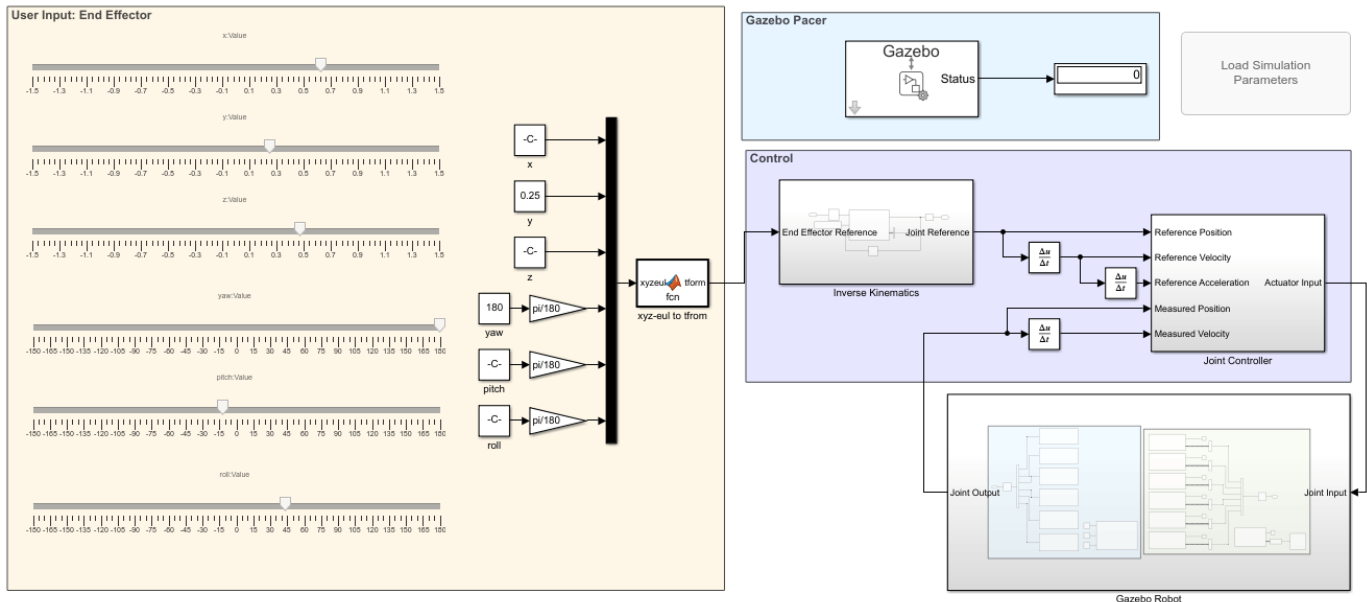 User Input: End Effector
x:Value
-1.5 -1.3 -1.1 -0.9 -0.7 -0.5 -0.3 -0.1 0.1 0.3 0.5 0.7 0.9 1.1 1.3 1.5
y:Value
-1.5 -1.3 -1.1 -0.9 -0.7 -0.5 -0.3 -0.1 0.1 0.3 0.5 0.7 0.9 1.1 1.3 1.5
z:Value
-1.5 -1.3 -1.1 -0.9 -0.7 -0.5 -0.3 -0.1 0.1 0.3 0.5 0.7 0.9 1.1 1.3 1.5
yaw:Value
-180 -165 -150 -135 -120 -105 -90 -75 -60 -45 -30 -15 0 15 30 45 60 75 90 105 120 135 150 165 180
pitch:Value
-180 -165 -150 -135 -120 -105 -90 -75 -60 -45 -30 -15 0 15 30 45 60 75 90 105 120 135 150 165 180
roll:Value
-180 -165 -150 -135 -120 -105 -90 -75 -60 -45 -30 -15 0 15 30 45 60 75 90 105 120 135 150 165 180
-C-
x
0.25
y
-C-
z
180
pi/180
yaw
-C-
pi/180
pitch
-C-
pi/180
roll
xyzeul tform
fcn
xyz-eul to tfrom
Gazebo Pacer
Gazebo
Status
0
Load Simulation
Parameters
Control
End Effector Reference
Joint Reference
Inverse Kinematics
Δu
Δt
Δu
Δt
Δu
Δt
Reference Position
Reference Velocity
Reference Acceleration
Actuator Input
Measured Position
Measured Velocity
Joint Controller
Joint Output
Joint Input
Gazebo Robot